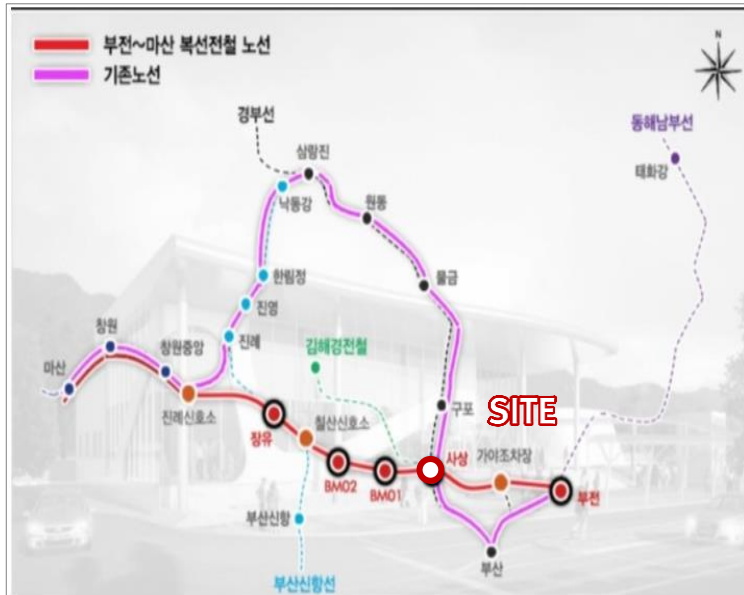 부전~마산 복선전철 노선
기존노선
N
경부선
삼랑진
동해남부선
태화강
낙동강
원동
한림정
물금
진영
창원
창원중앙
진례
김해경전철
마산
구포
SITE
진례신호소
장유
칠산신호소
사상
가야조차장
BM02
BM01
부전
부산신항
부산
부산신항선